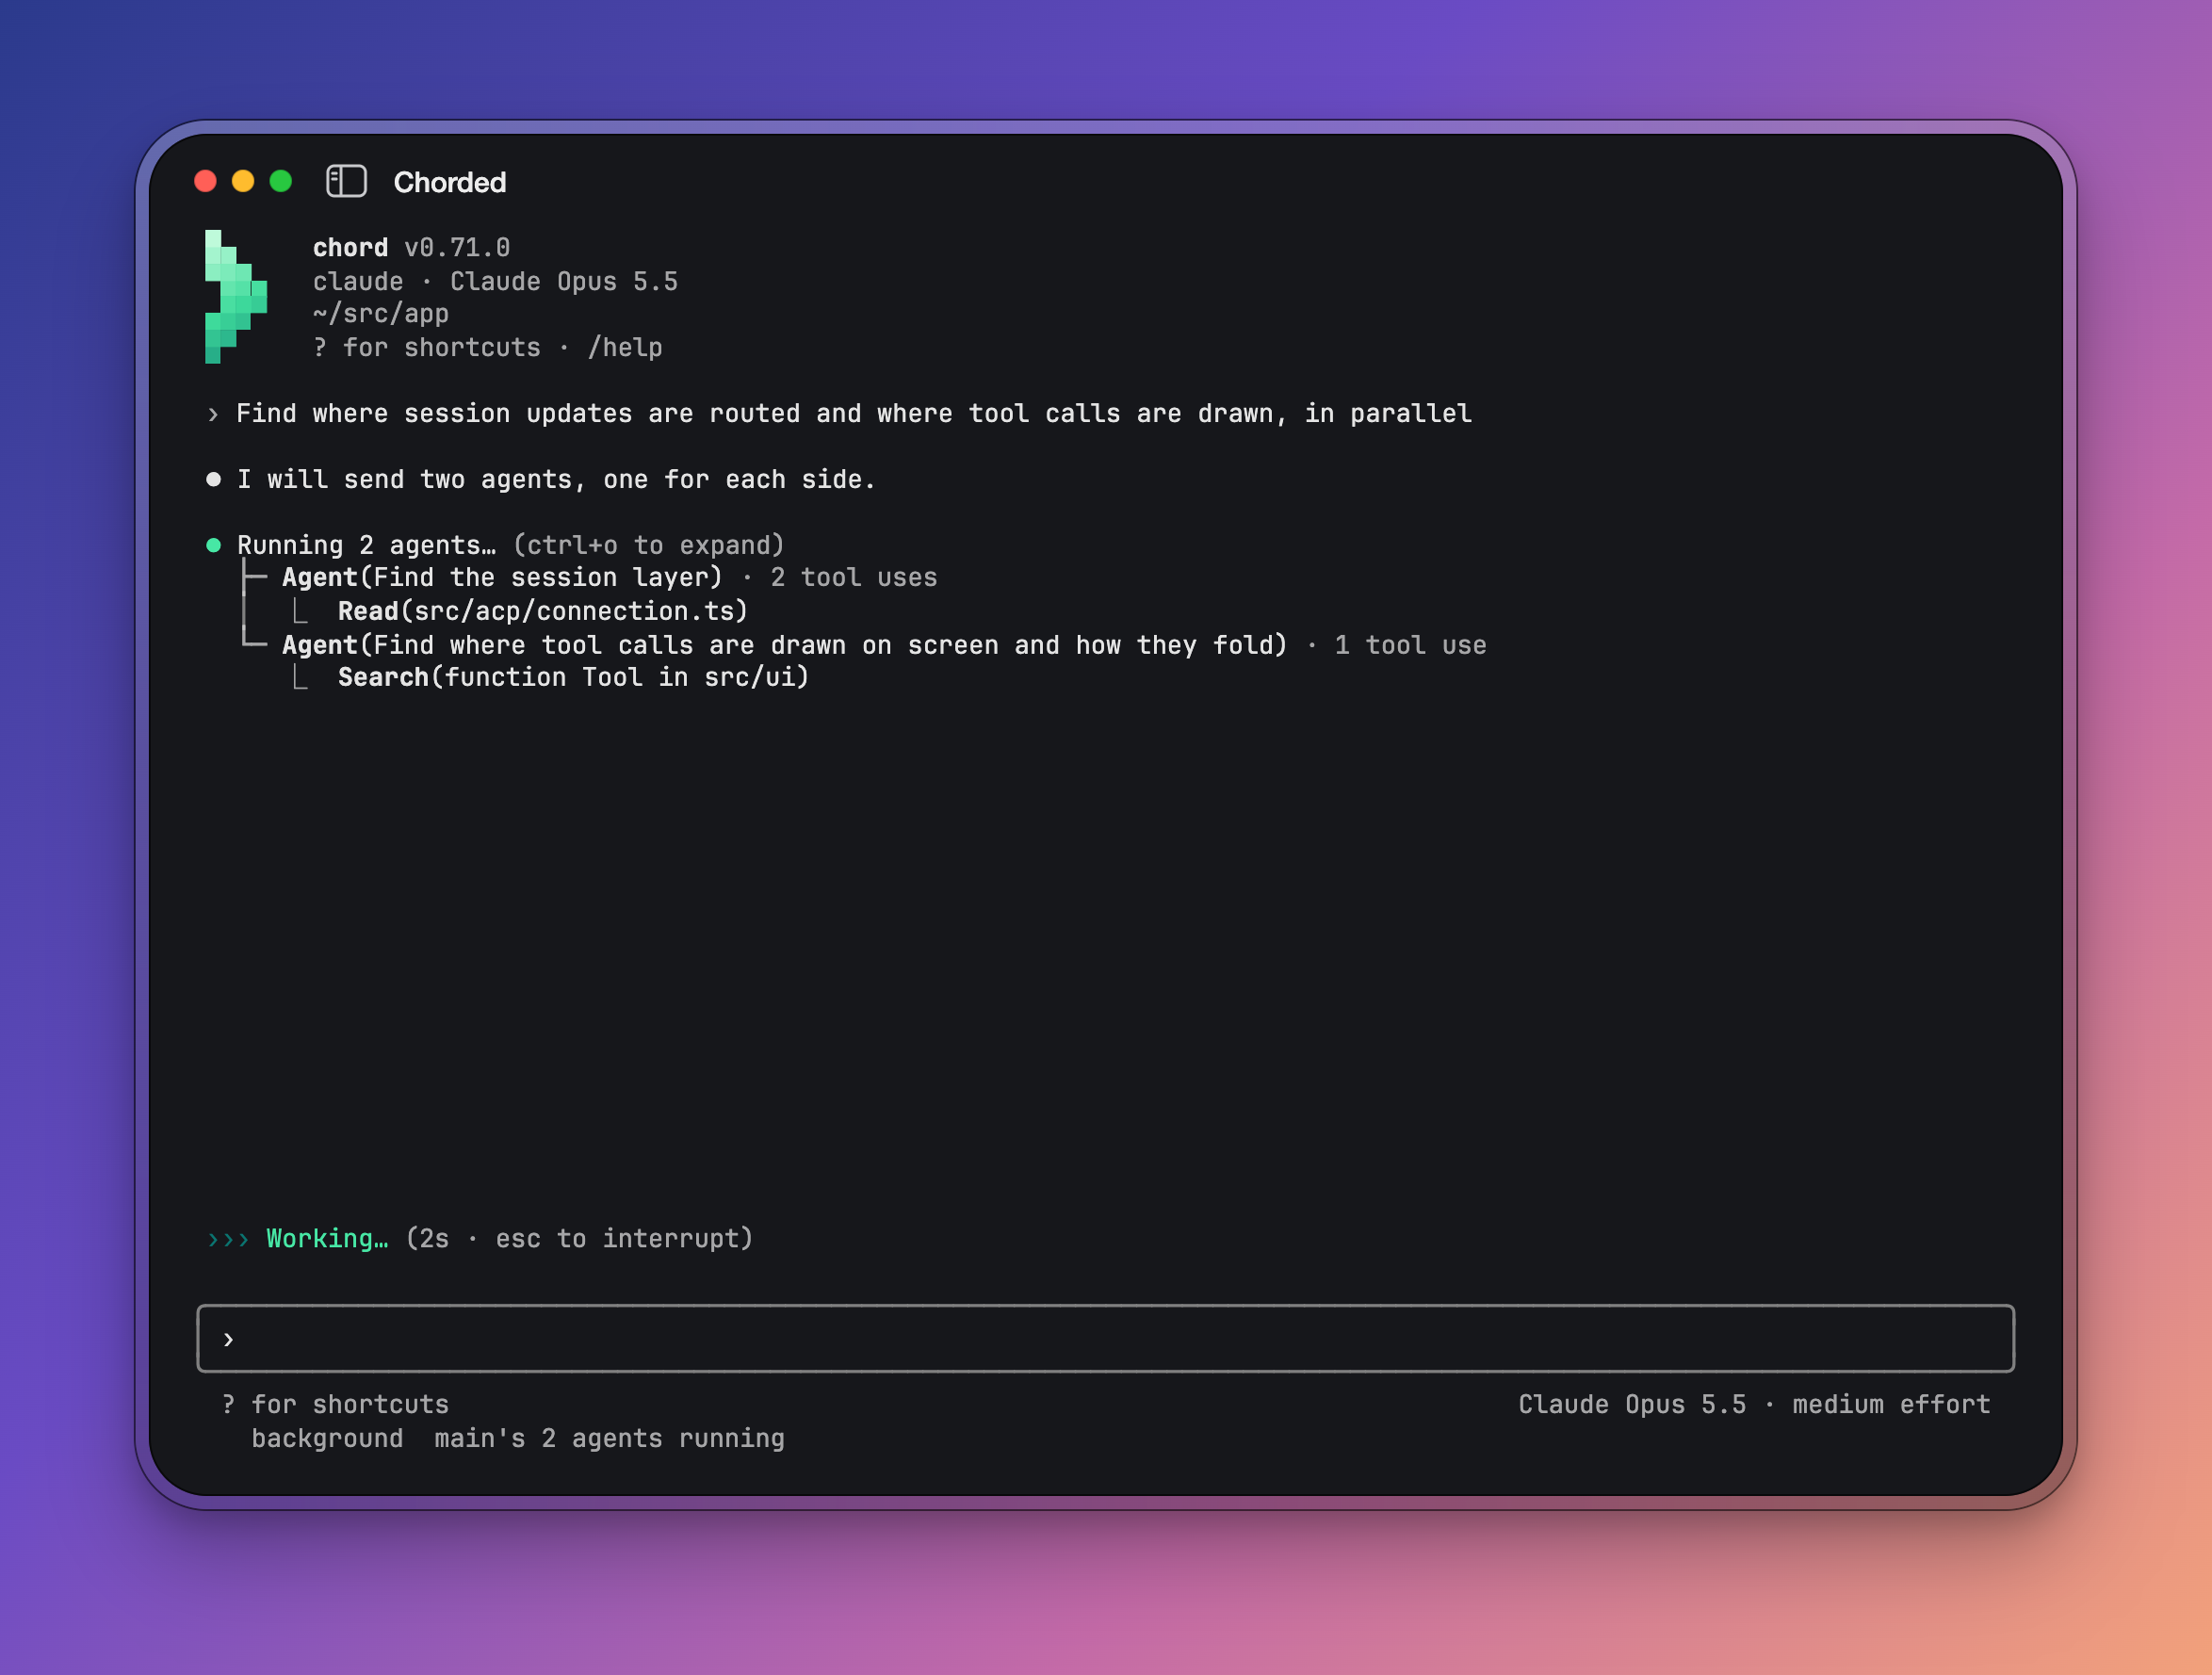 Chorded
chord v0.71.0
claude · Claude Opus 5.5
~/src/app
? for shortcuts · /help
› Find where session updates are routed and where tool calls are drawn, in parallel
● I will send two agents, one for each side.
● Running 2 agents… (ctrl+o to expand)
├─ Agent(Find the session layer) · 2 tool uses
│  ⎿  Read(src/acp/connection.ts)
└─ Agent(Find where tool calls are drawn on screen and how they fold) · 1 tool use
⎿  Search(function Tool in src/ui)
››› Working… (2s · esc to interrupt)
›
? for shortcuts
Claude Opus 5.5 · medium effort
background  main's 2 agents running